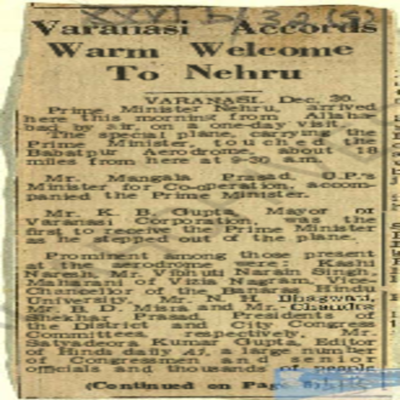 Varanasi Accords
Warm Welcome
To Nehru
VARANASI, Dec. 30.
Prime Minister Nehru, arrived
here this morning from Allaha-
bad by air, on a one-day visit.
The special plane, carrying the
Prime Minister, touched the
Babatpur Aerodrome, about 18
miles from here at 9-30 a.m.
Mr. Mangala Prasad, U.P.'s
Minister for Co-operation, accom-
panied the Prime Minister.
Mr. K. B. Gupta, Mayor of
Varanasi Corporation, was the
first to receive the Prime Minister
as he stepped out of the plane.
Prominent among those present
at the aerodrome were: Kashi
Naresh, Mr. Vibhuti Narain Singh,
Maharani of Vizia Nagram, Vice-
Chancellor of the Banaras Hindu
University, Mr. N. H. Bhagwati,
Mr. B. D. Misra and Mr. Chandra
Shekhar Prasad, Presidents of
the District and City Congress
Committees respectively, Mr.
Satyadeora Kumar Gupta, Editor
of Hindi daily Aj, a large number
of Congressmen and senior
officials and thousands of people
(Continued on Page